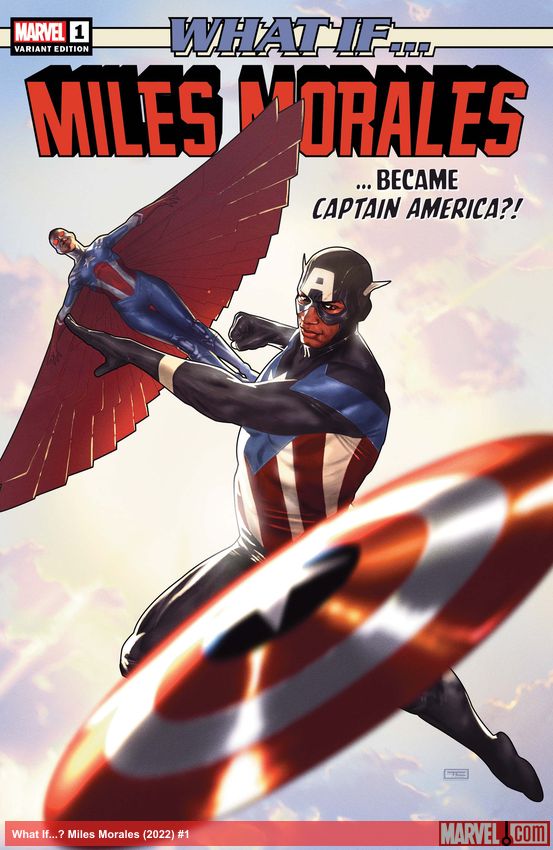 MARVEL
1
VARIANT EDITION
WHAT IF...
MILES MORALES
...BECAME
CAPTAIN AMERICA?!
A
TC
What If...? Miles Morales (2022) #1
MARVEL.com